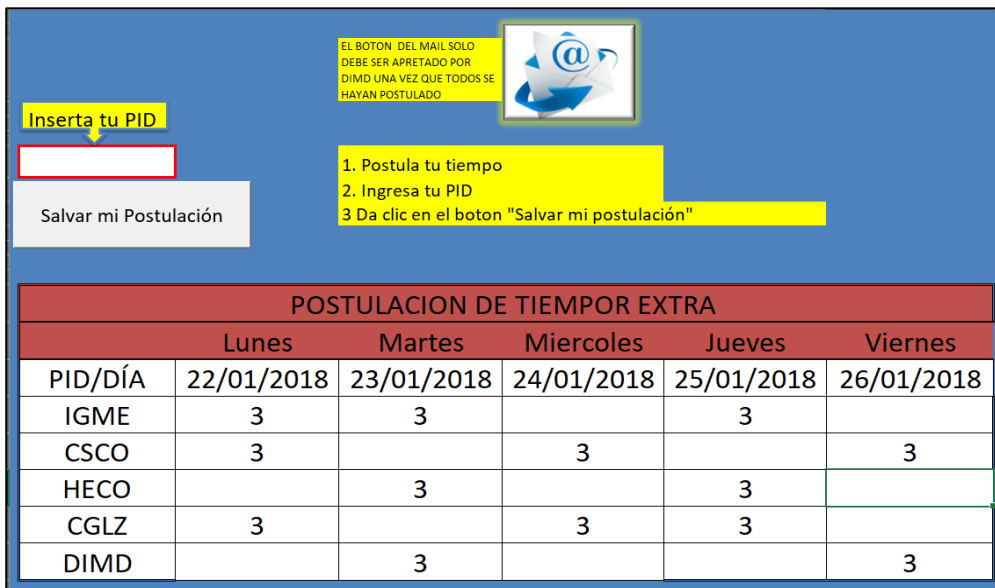 EL BOTON DEL MAIL SOLO
DEBE SER APRETADO POR
DIMD UNA VEZ QUE TODOS SE
HAYAN POSTULADO
@
Inserta tu PID
1. Postula tu tiempo
2. Ingresa tu PID
3 Da clic en el boton "Salvar mi postulación"
Salvar mi Postulación
POSTULACION DE TIEMPOR EXTRA
Lunes Martes Miercoles Jueves Viernes
PID/DÍA 22/01/2018 23/01/2018 24/01/2018 25/01/2018 26/01/2018
IGME 3 3 3
CSCO 3 3 3
HECO 3 3
CGLZ 3 3 3
DIMD 3 3